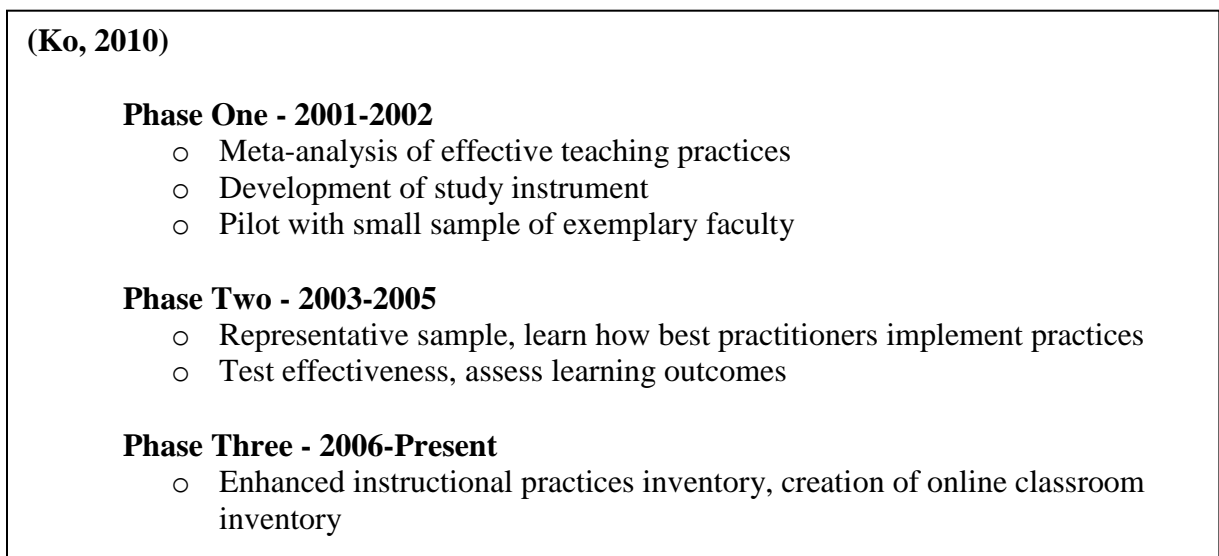 (Ko, 2010)
Phase One - 2001-2002
o Meta-analysis of effective teaching practices
o Development of study instrument
o Pilot with small sample of exemplary faculty
Phase Two - 2003-2005
o Representative sample, learn how best practitioners implement practices
o Test effectiveness, assess learning outcomes
Phase Three - 2006-Present
o Enhanced instructional practices inventory, creation of online classroom
inventory